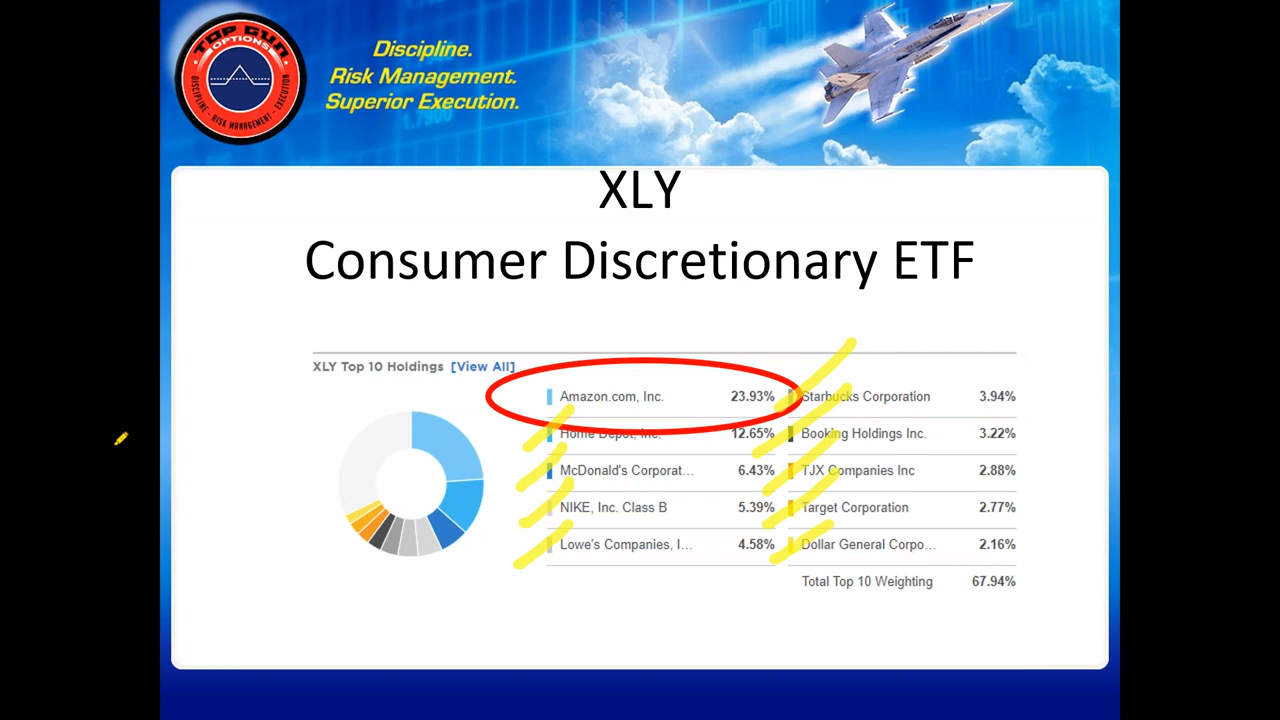 TOP GUN
OPTIONS
DISCIPLINE - RISK MANAGEMENT - EXECUTION
Discipline.
Risk Management.
Superior Execution.
XLY
Consumer Discretionary ETF
XLY Top 10 Holdings [View All]
Amazon.com, Inc. 23.93%
Home Depot, Inc. 12.65%
McDonald's Corporat... 6.43%
NIKE, Inc. Class B 5.39%
Lowe's Companies, I... 4.58%
Starbucks Corporation 3.94%
Booking Holdings Inc. 3.22%
TJX Companies Inc 2.88%
Target Corporation 2.77%
Dollar General Corpo... 2.16%
Total Top 10 Weighting 67.94%